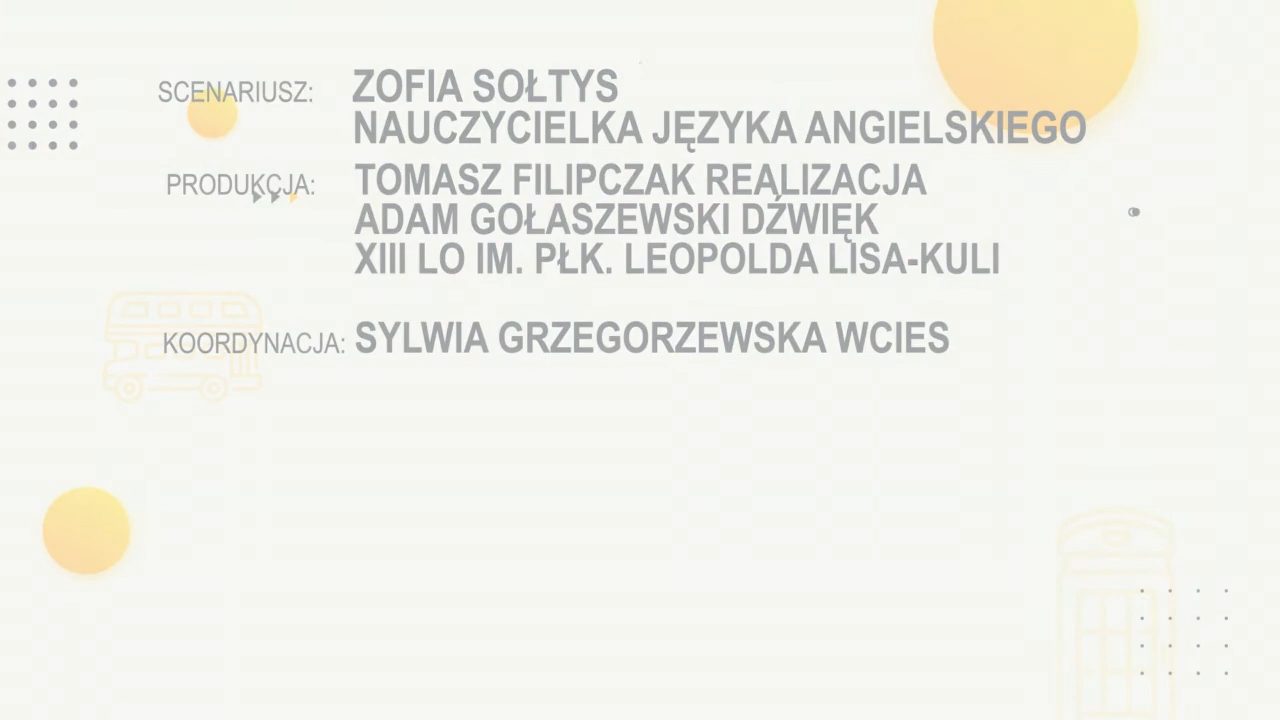 SCENARIUSZ: ZOFIA SOŁTYS
NAUCZYCIELKA JĘZYKA ANGIELSKIEGO
PRODUKCJA: TOMASZ FILIPCZAK REALIZACJA
ADAM GOŁASZEWSKI DŹWIĘK
XIII LO IM. PŁK. LEOPOLDA LISA-KULI
KOORDYNACJA: SYLWIA GRZEGORZEWSKA WCIES